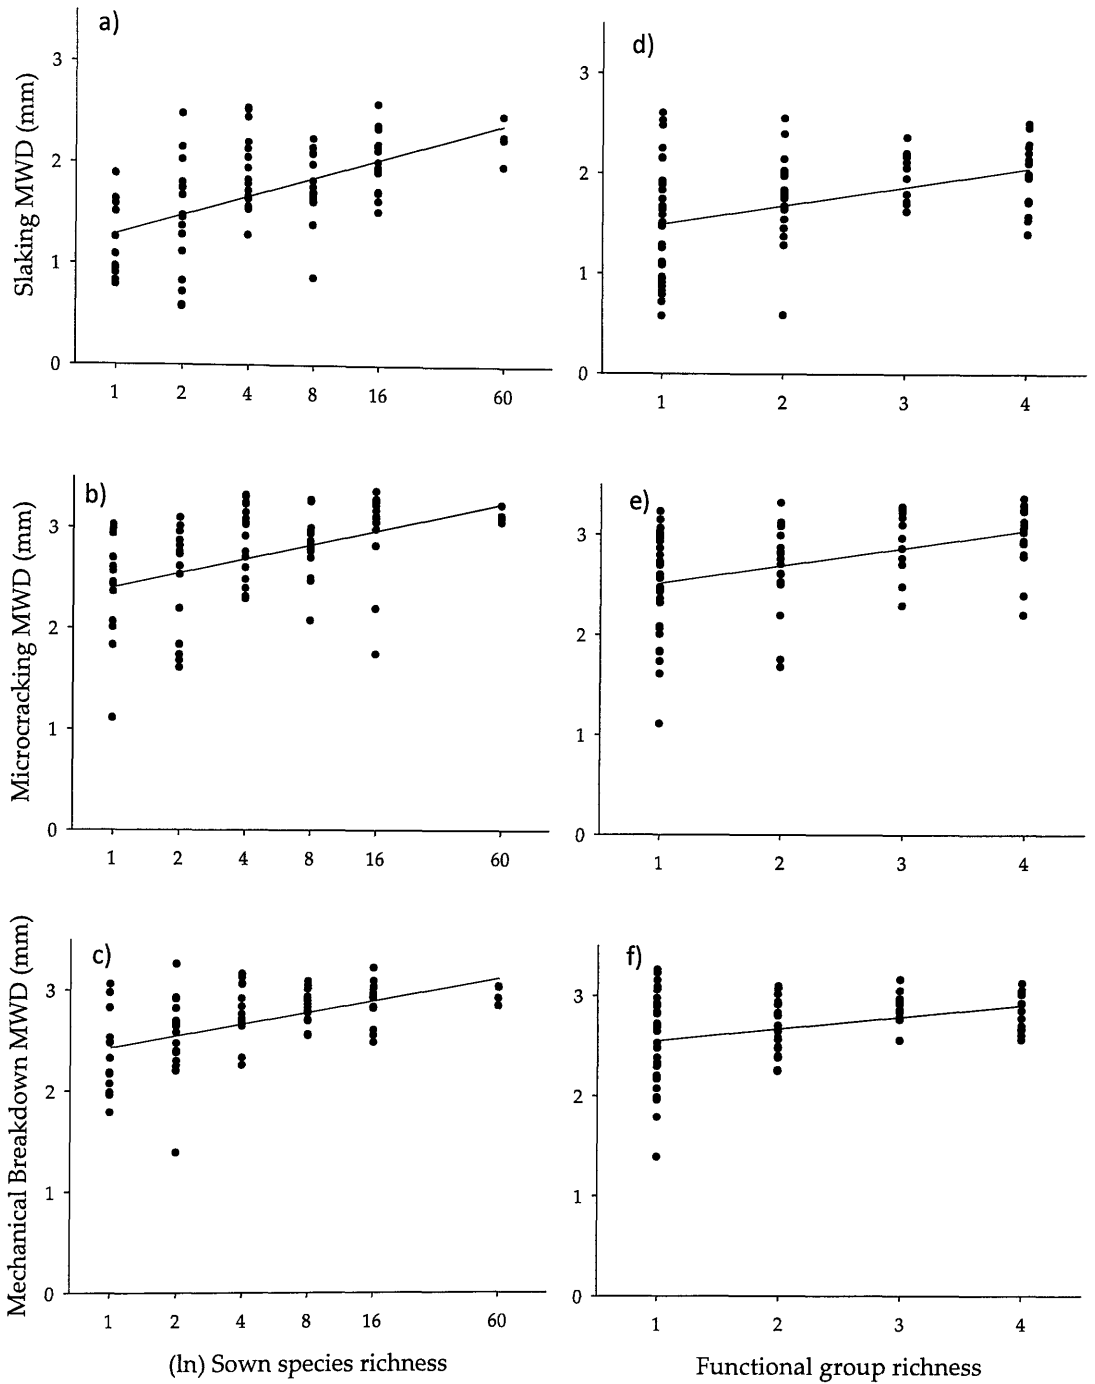 a)
Slaking MWD (mm)
3
2
1
0
1 2 4 8 16 60
d)
3
2
1
0
1 2 3 4
b)
Microcracking MWD (mm)
3
2
1
0
1 2 4 8 16 60
e)
3
2
1
0
1 2 3 4
c)
Mechanical Breakdown MWD (mm)
3
2
1
0
1 2 4 8 16 60
(ln) Sown species richness
f)
3
2
1
0
1 2 3 4
Functional group richness